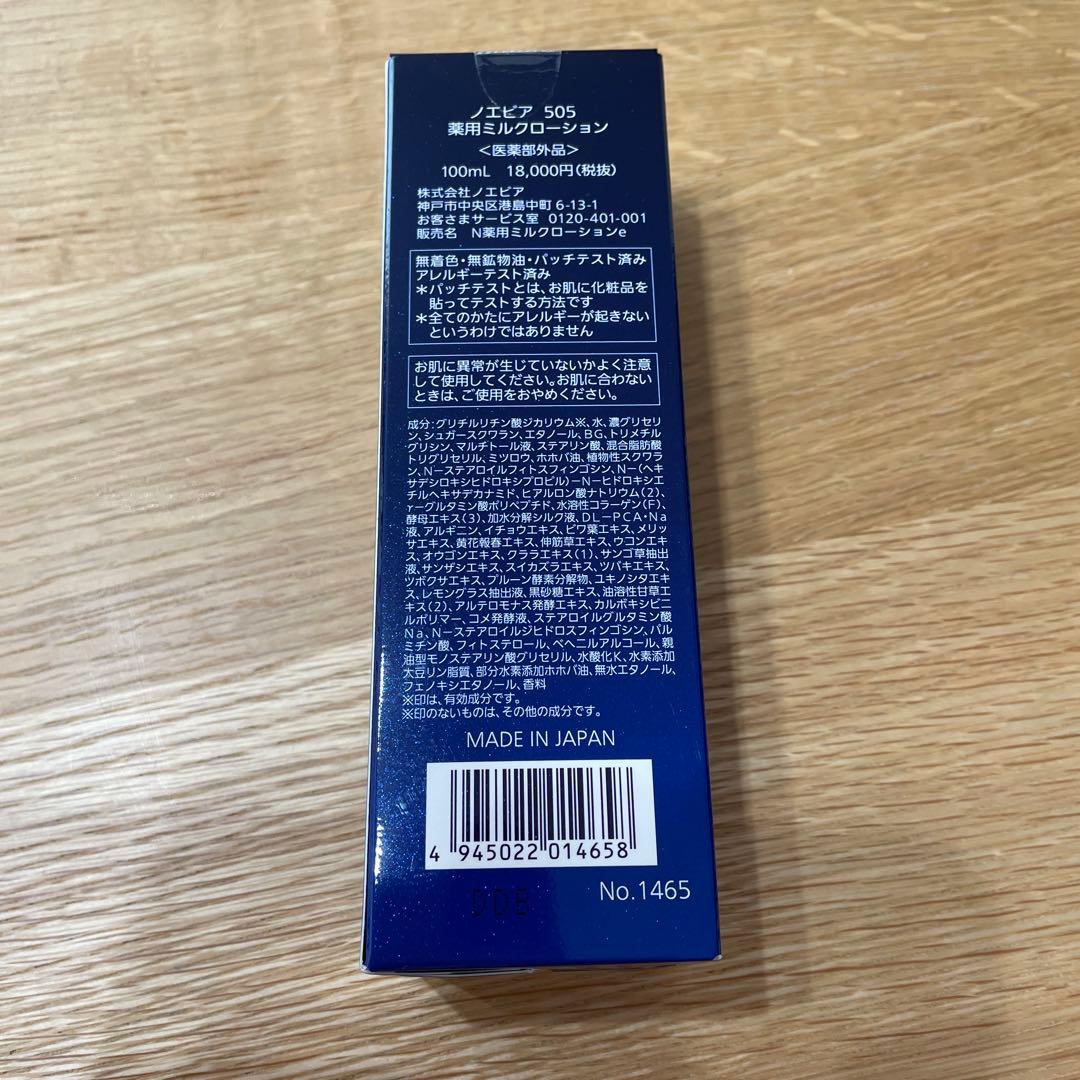 ノエビア 505
薬用ミルクローション
<医薬部外品>
100mL 18,000円(税抜)
株式会社ノエビア
神戸市中央区港島中町 6-13-1
お客さまサービス室 0120-401-001
販売名 N薬用ミルクローションe
無着色・無鉱物油・パッチテスト済み
アレルギーテスト済み
＊パッチテストとは、お肌に化粧品を
貼ってテストする方法です
＊全てのかたにアレルギーが起きない
というわけではありません
お肌に異常が生じていないかよく注意
して使用してください。お肌に合わない
ときは、ご使用をおやめください。
成分:グリチルリチン酸ジカリウム※、水、濃グリセリ
ン、シュガースクワラン、エタノール、BG、トリメチル
グリシン、マルチトール液、ステアリン酸、混合脂肪酸
トリグリセリル、ミツロウ、ホホバ油、植物性スクワラ
ン、N－ステアロイルフィトスフィンゴシン、N－(ヘキ
サデシロキシヒドロキシプロピル)－N－ヒドロキシエ
チルヘキサデカナミド、ヒアルロン酸ナトリウム(2)、
γ－グルタミン酸ポリペプチド、水溶性コラーゲン(F)、
酵母エキス(3)、加水分解シルク液、DL－PCA・Na
液、アルギニン、イチョウエキス、ビワ葉エキス、メリッ
サエキス、黄花報春エキス、伸筋草エキス、ウコンエキ
ス、オウゴンエキス、クララエキス(1)、サンゴ草抽出
液、サンザシエキス、スイカズラエキス、ツバキエキス、
ツボクサエキス、プルーン酵素分解物、ユキノシタエキ
ス、レモングラス抽出液、黒砂糖エキス、油溶性甘草エ
キス(2)、アルテロモナス発酵エキス、カルボキシビニ
ルポリマー、コメ発酵液、ステアロイルグルタミン酸
Na、N－ステアロイルジヒドロスフィンゴシン、パル
ミチン酸、フィトステロール、ベヘニルアルコール、親
油型モノステアリン酸グリセリル、水酸化K、水素添加
大豆リン脂質、部分水素添加ホホバ油、無水エタノール、
フェノキシエタノール、香料
※印は、有効成分です。
※印のないものは、その他の成分です。
MADE IN JAPAN
4 945022 014658
DDB
No.1465